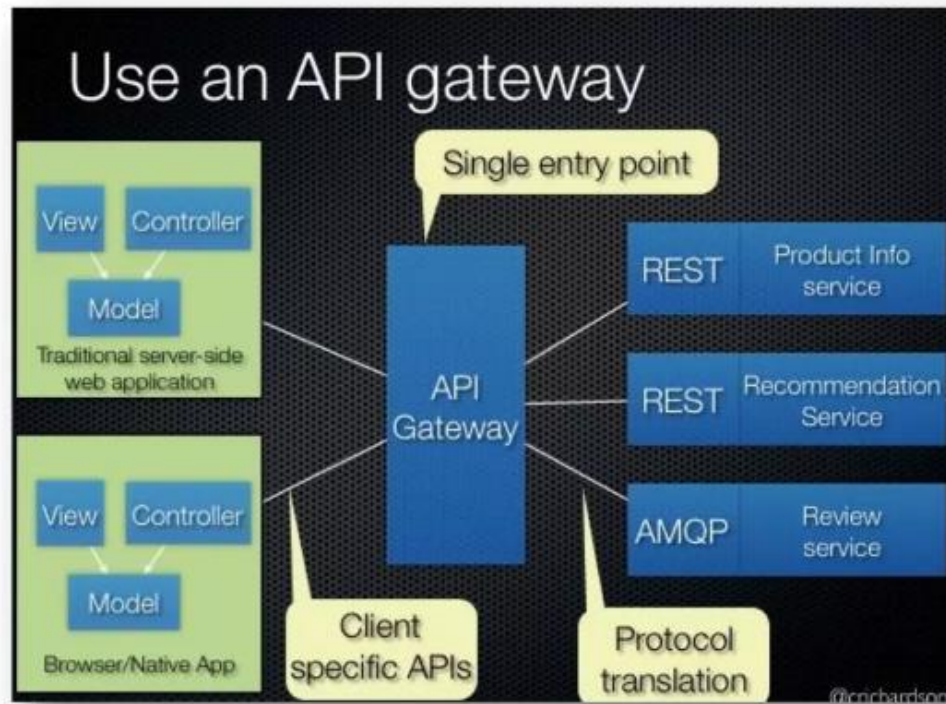 Use an API gateway
Single entry point
View
Controller
Model
Traditional server-side
web application
View
Controller
Model
Browser/Native App
API
Gateway
REST
Product Info
service
REST
Recommendation
Service
AMQP
Review
service
Client
specific APIs
Protocol
translation
@crichardson